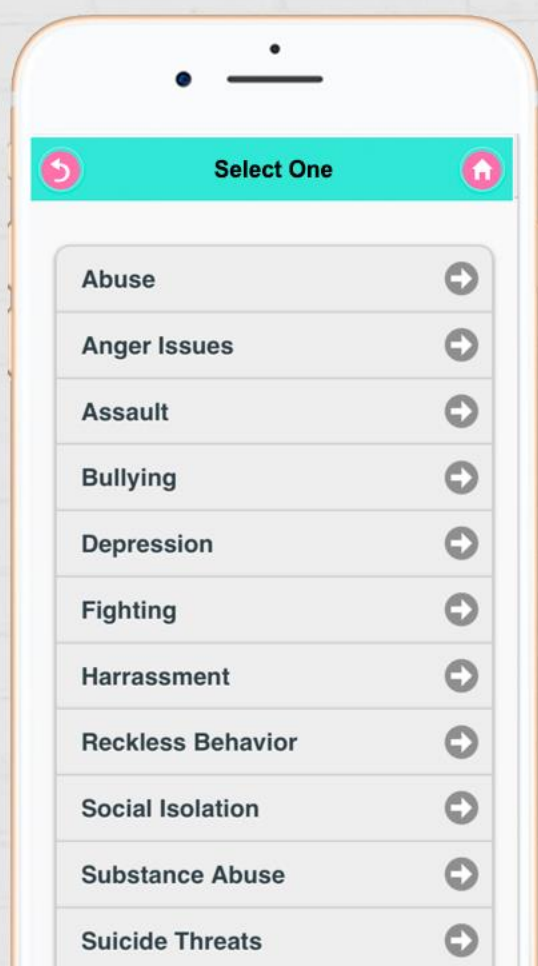 Select One
Abuse
Anger Issues
Assault
Bullying
Depression
Fighting
Harrassment
Reckless Behavior
Social Isolation
Substance Abuse
Suicide Threats